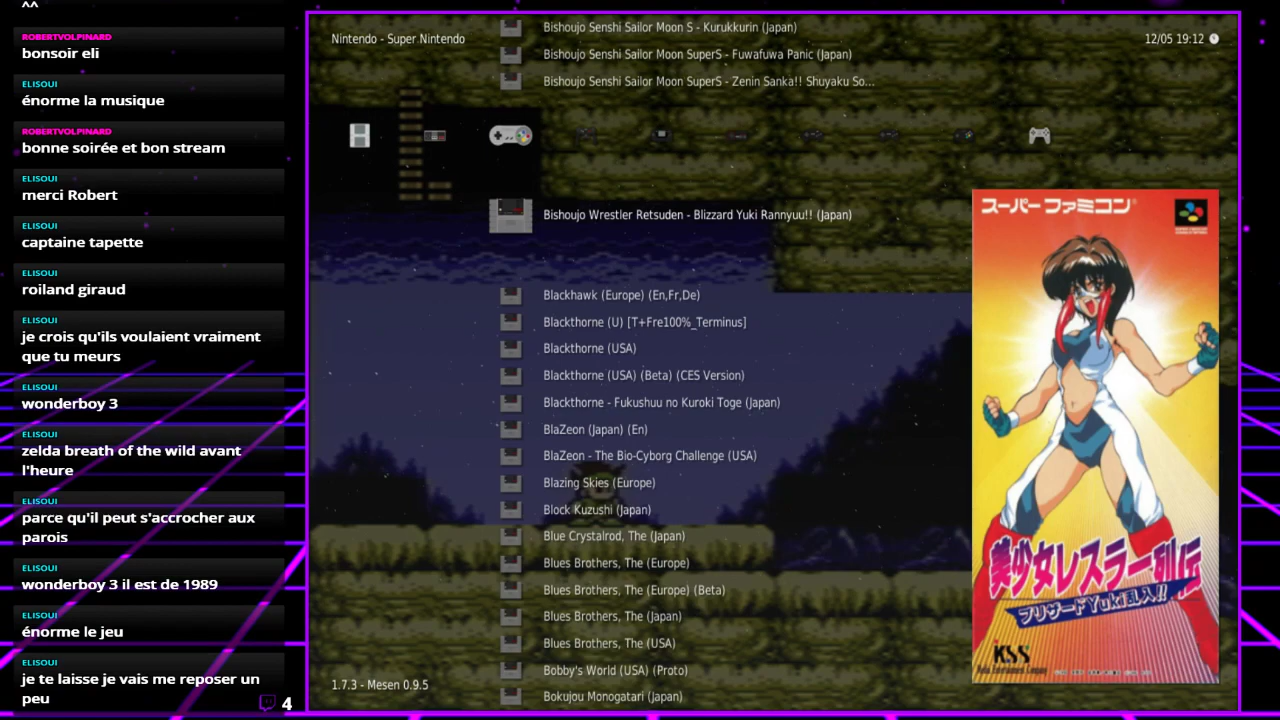 ^^
ROBERTVOLPINARD
bonsoir eli
ELISOUI
énorme la musique
ROBERTVOLPINARD
bonne soirée et bon stream
ELISOUI
merci Robert
ELISOUI
captaine tapette
ELISOUI
roiland giraud
ELISOUI
je crois qu'ils voulaient vraiment
que tu meurs
ELISOUI
wonderboy 3
ELISOUI
zelda breath of the wild avant
l'heure
ELISOUI
parce qu'il peut s'accrocher aux
parois
ELISOUI
wonderboy 3 il est de 1989
ELISOUI
énorme le jeu
ELISOUI
je te laisse je vais me reposer un
peu
4
Nintendo - Super Nintendo
12/05 19:12
Bishoujo Senshi Sailor Moon S - Kurukkurin (Japan)
Bishoujo Senshi Sailor Moon SuperS - Fuwafuwa Panic (Japan)
Bishoujo Senshi Sailor Moon SuperS - Zenin Sanka!! Shuyaku So...
Bishoujo Wrestler Retsuden - Blizzard Yuki Rannyuu!! (Japan)
Blackhawk (Europe) (En,Fr,De)
Blackthorne (U) [T+Fre100%_Terminus]
Blackthorne (USA)
Blackthorne (USA) (Beta) (CES Version)
Blackthorne - Fukushuu no Kuroki Toge (Japan)
BlaZeon (Japan) (En)
BlaZeon - The Bio-Cyborg Challenge (USA)
Blazing Skies (Europe)
Block Kuzushi (Japan)
Blue Crystalrod, The (Japan)
Blues Brothers, The (Europe)
Blues Brothers, The (Europe) (Beta)
Blues Brothers, The (Japan)
Blues Brothers, The (USA)
Bobby's World (USA) (Proto)
Bokujou Monogatari (Japan)
1.7.3 - Mesen 0.9.5
スーパーファミコン
美少女レスラー列伝
ブリザードYuki乱入!!
KSS